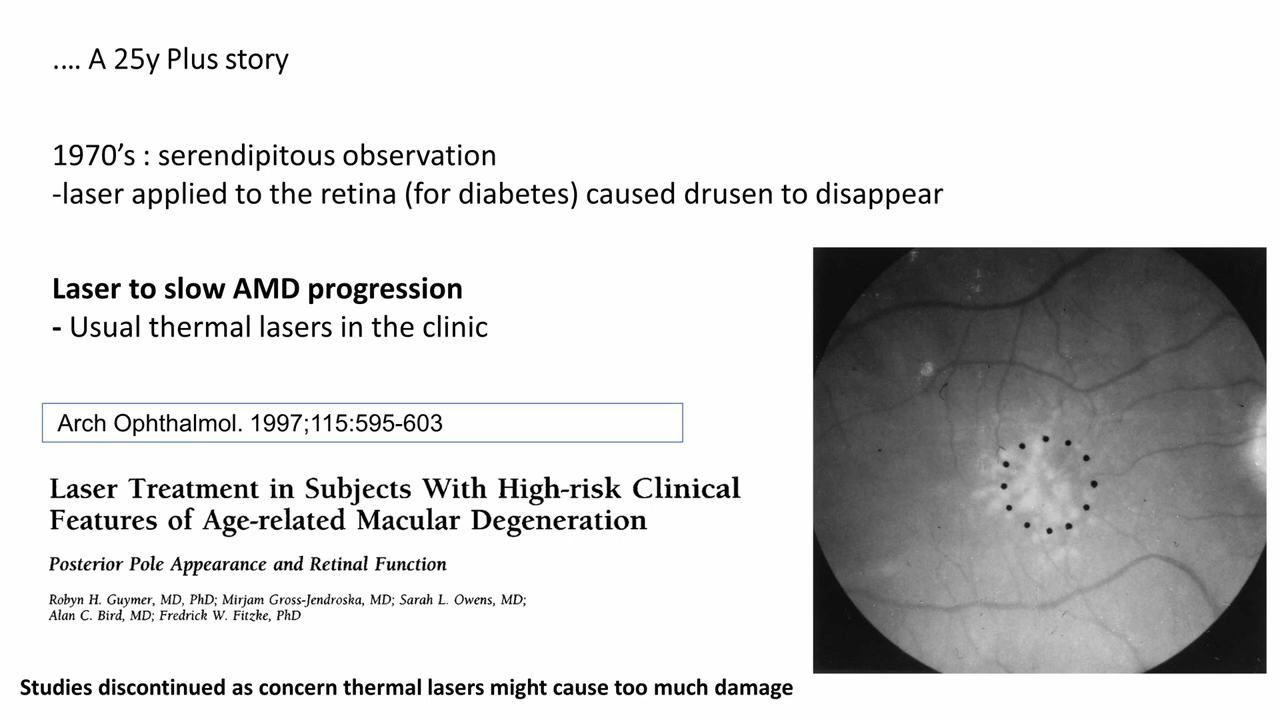 .... A 25y Plus story
1970's : serendipitous observation
-laser applied to the retina (for diabetes) caused drusen to disappear
Laser to slow AMD progression
- Usual thermal lasers in the clinic
Arch Ophthalmol. 1997;115:595-603
Laser Treatment in Subjects With High-risk Clinical
Features of Age-related Macular Degeneration
Posterior Pole Appearance and Retinal Function
Robyn H. Guymer, MD, PhD; Mirjam Gross-Jendroska, MD; Sarah L. Owens, MD;
Alan C. Bird, MD; Fredrick W. Fitzke, PhD
Studies discontinued as concern thermal lasers might cause too much damage